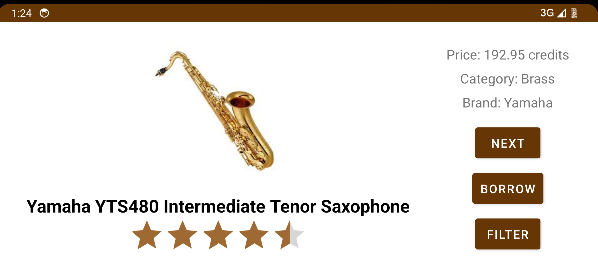 1:24
3G
Price: 192.95 credits
Category: Brass
Brand: Yamaha
NEXT
BORROW
FILTER
Yamaha YTS480 Intermediate Tenor Saxophone